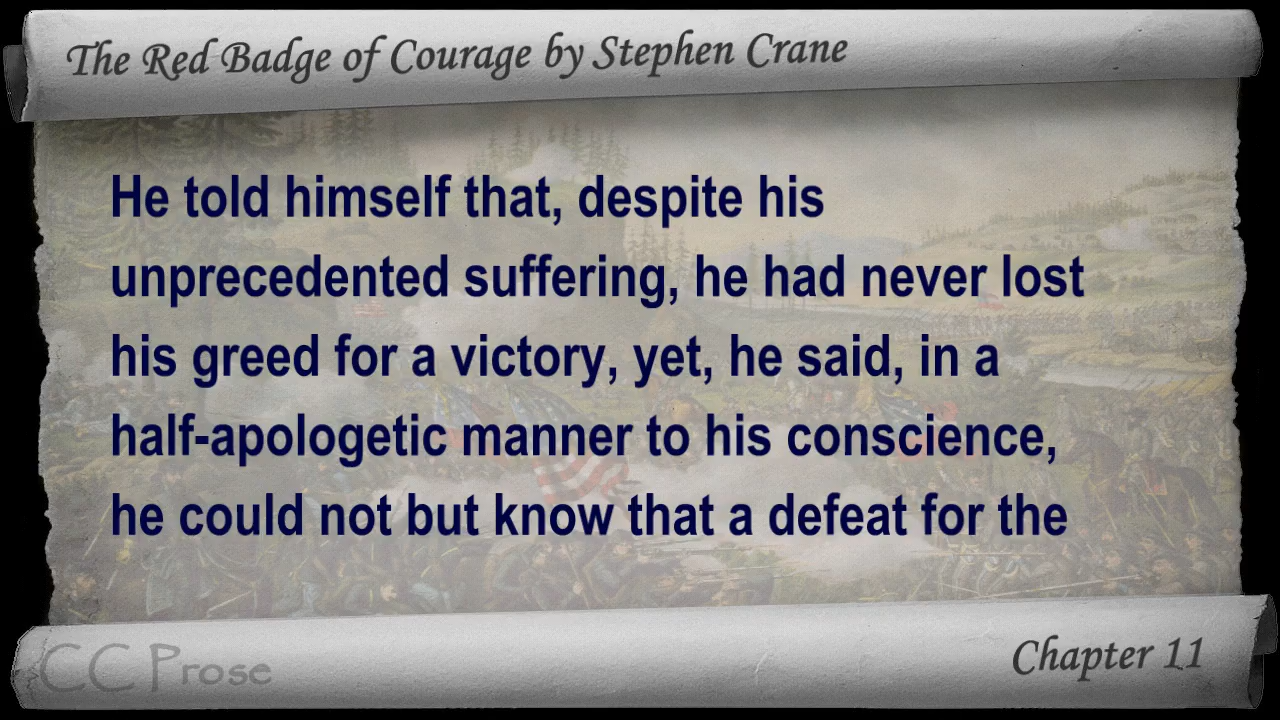 The Red Badge of Courage by Stephen Crane
He told himself that, despite his
unprecedented suffering, he had never lost
his greed for a victory, yet, he said, in a
half-apologetic manner to his conscience,
he could not but know that a defeat for the
CC Prose
Chapter 11